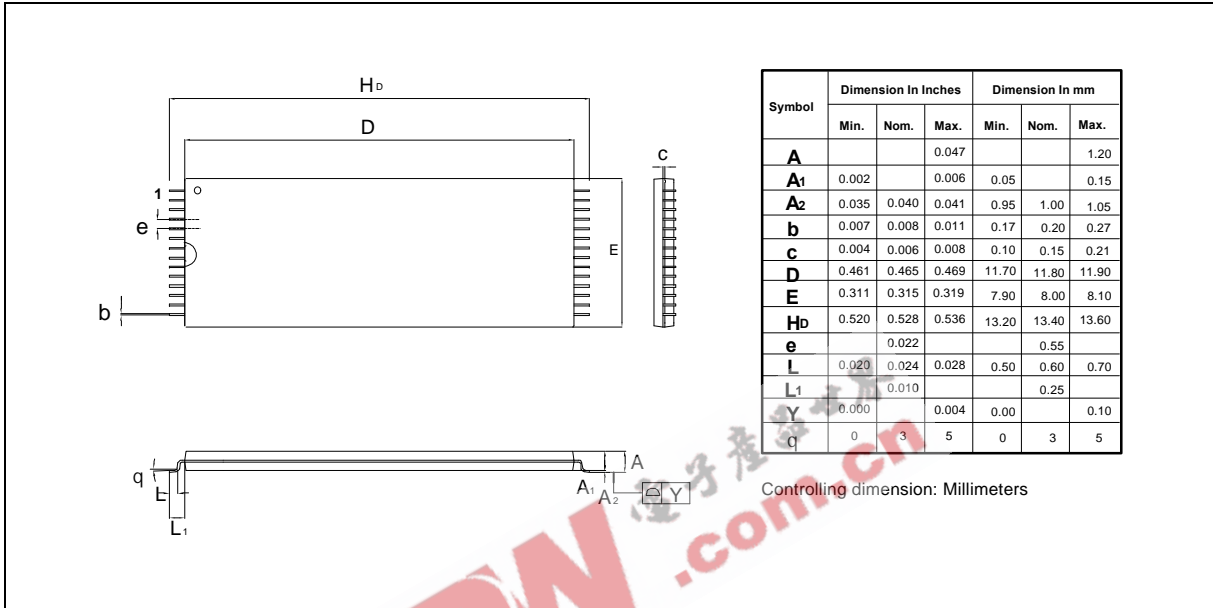 HD
D
c
1
e
E
b
Symbol Dimension In Inches Dimension In mm
Min. Nom. Max. Min. Nom. Max.
A 0.047 1.20
A1 0.002 0.006 0.05 0.15
A2 0.035 0.040 0.041 0.95 1.00 1.05
b 0.007 0.008 0.011 0.17 0.20 0.27
c 0.004 0.006 0.008 0.10 0.15 0.21
D 0.461 0.465 0.469 11.70 11.80 11.90
E 0.311 0.315 0.319 7.90 8.00 8.10
HD 0.520 0.528 0.536 13.20 13.40 13.60
e 0.022 0.55
L 0.020 0.024 0.028 0.50 0.60 0.70
L1 0.010 0.25
Y 0.000 0.004 0.00 0.10
q 0 3 5 0 3 5
Controlling dimension: Millimeters
q
L
L1
A
A1
A2
Y
.com.cn